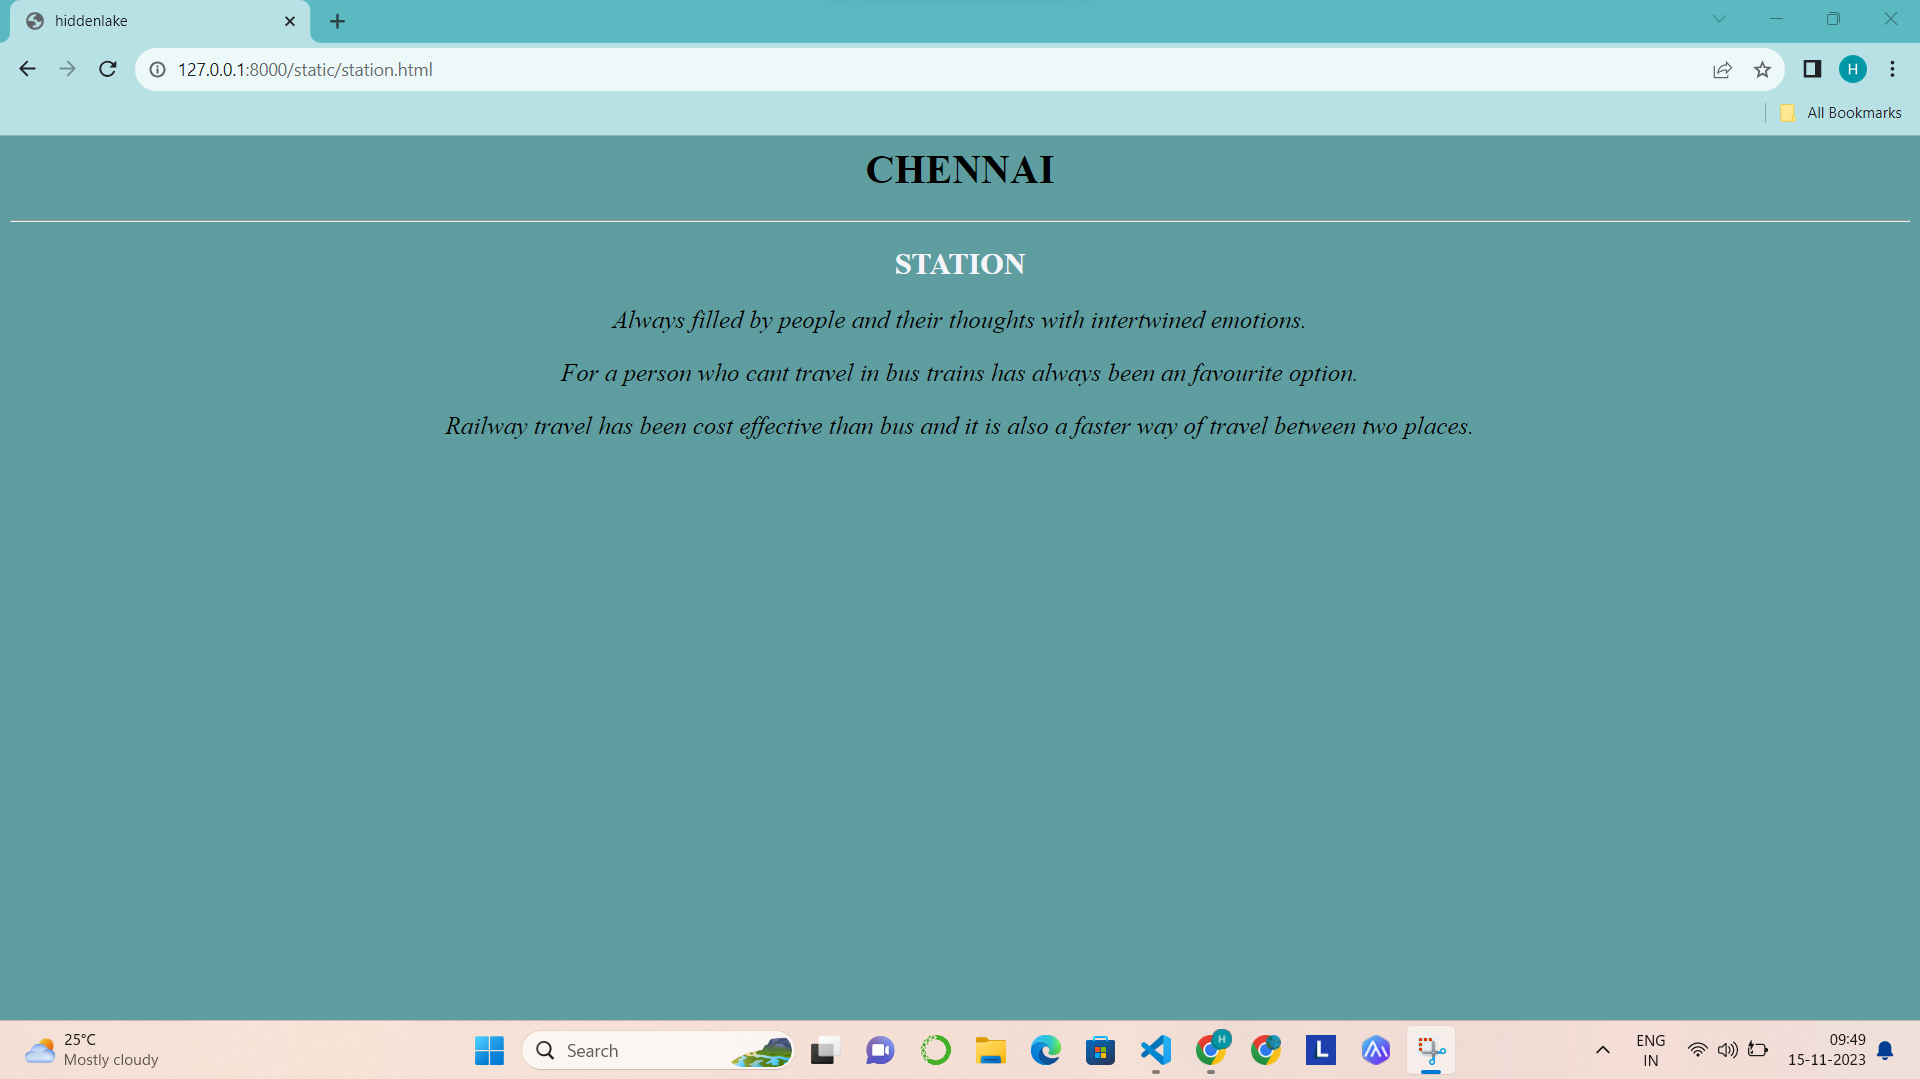 hiddenlake
127.0.0.1:8000/static/station.html
H
All Bookmarks
CHENNAI
STATION
Always filled by people and their thoughts with intertwined emotions.
For a person who cant travel in bus trains has always been an favourite option.
Railway travel has been cost effective than bus and it is also a faster way of travel between two places.
25°C
Mostly cloudy
Search
H
L
ENG
IN
09:49
15-11-2023